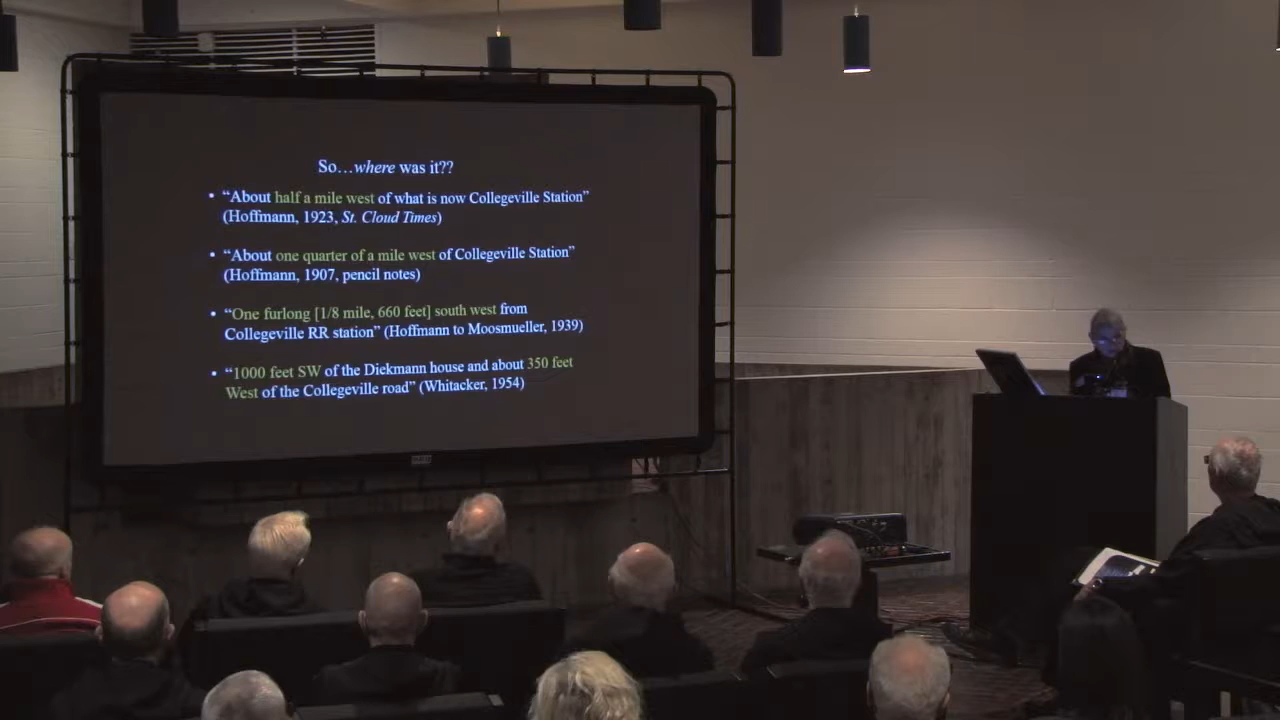 So…where was it??
• “About half a mile west of what is now Collegeville Station”
(Hoffmann, 1923, St. Cloud Times)
• “About one quarter of a mile west of Collegeville Station”
(Hoffmann, 1907, pencil notes)
• “One furlong [1/8 mile, 660 feet] south west from
Collegeville RR station” (Hoffmann to Moosmueller, 1939)
• “1000 feet SW of the Diekmann house and about 350 feet
West of the Collegeville road” (Whitacker, 1954)